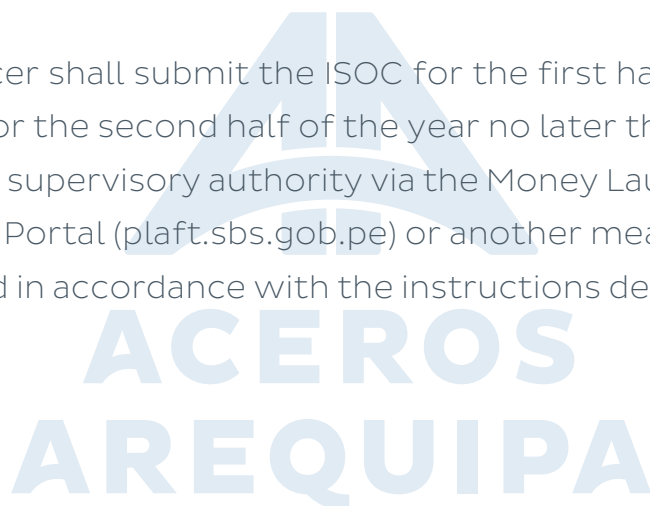 cer shall submit the ISOC for the first ha
or the second half of the year no later th
supervisory authority via the Money Lau
Portal (plaft.sbs.gob.pe) or another mea
d in accordance with the instructions de
ACEROS
AREQUIPA